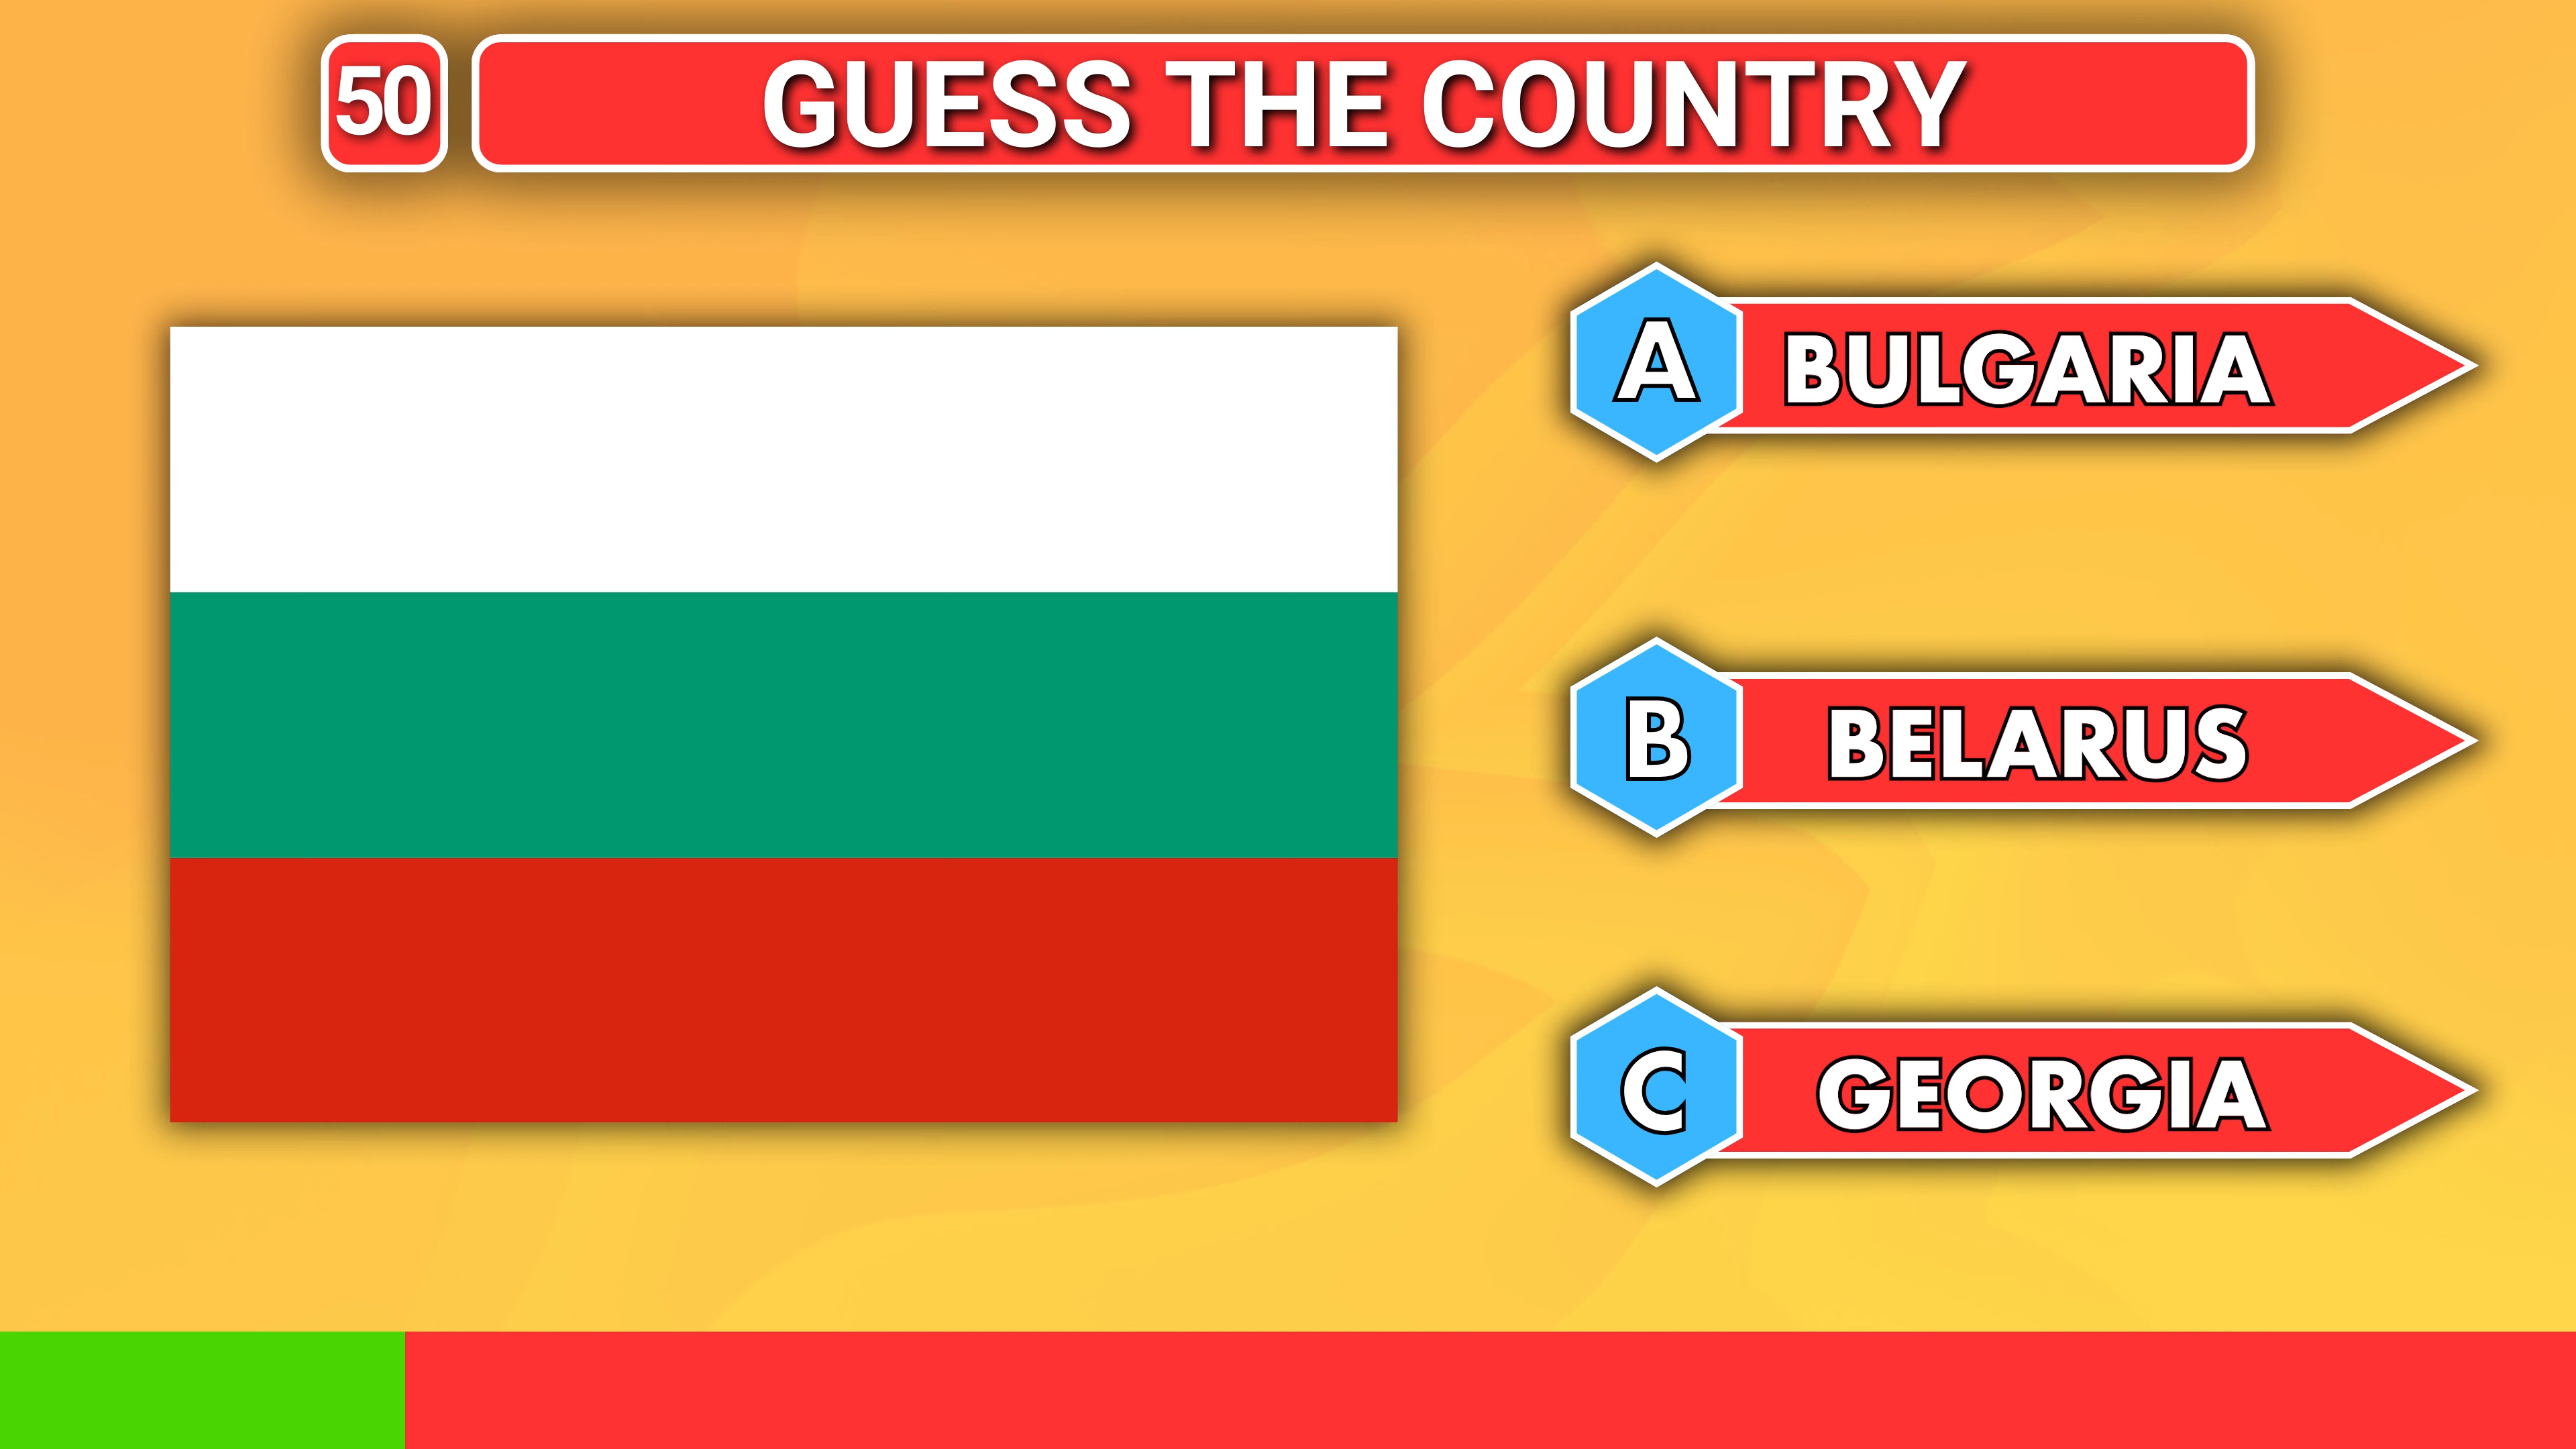 50
GUESS THE COUNTRY
A
BULGARIA
B
BELARUS
C
GEORGIA